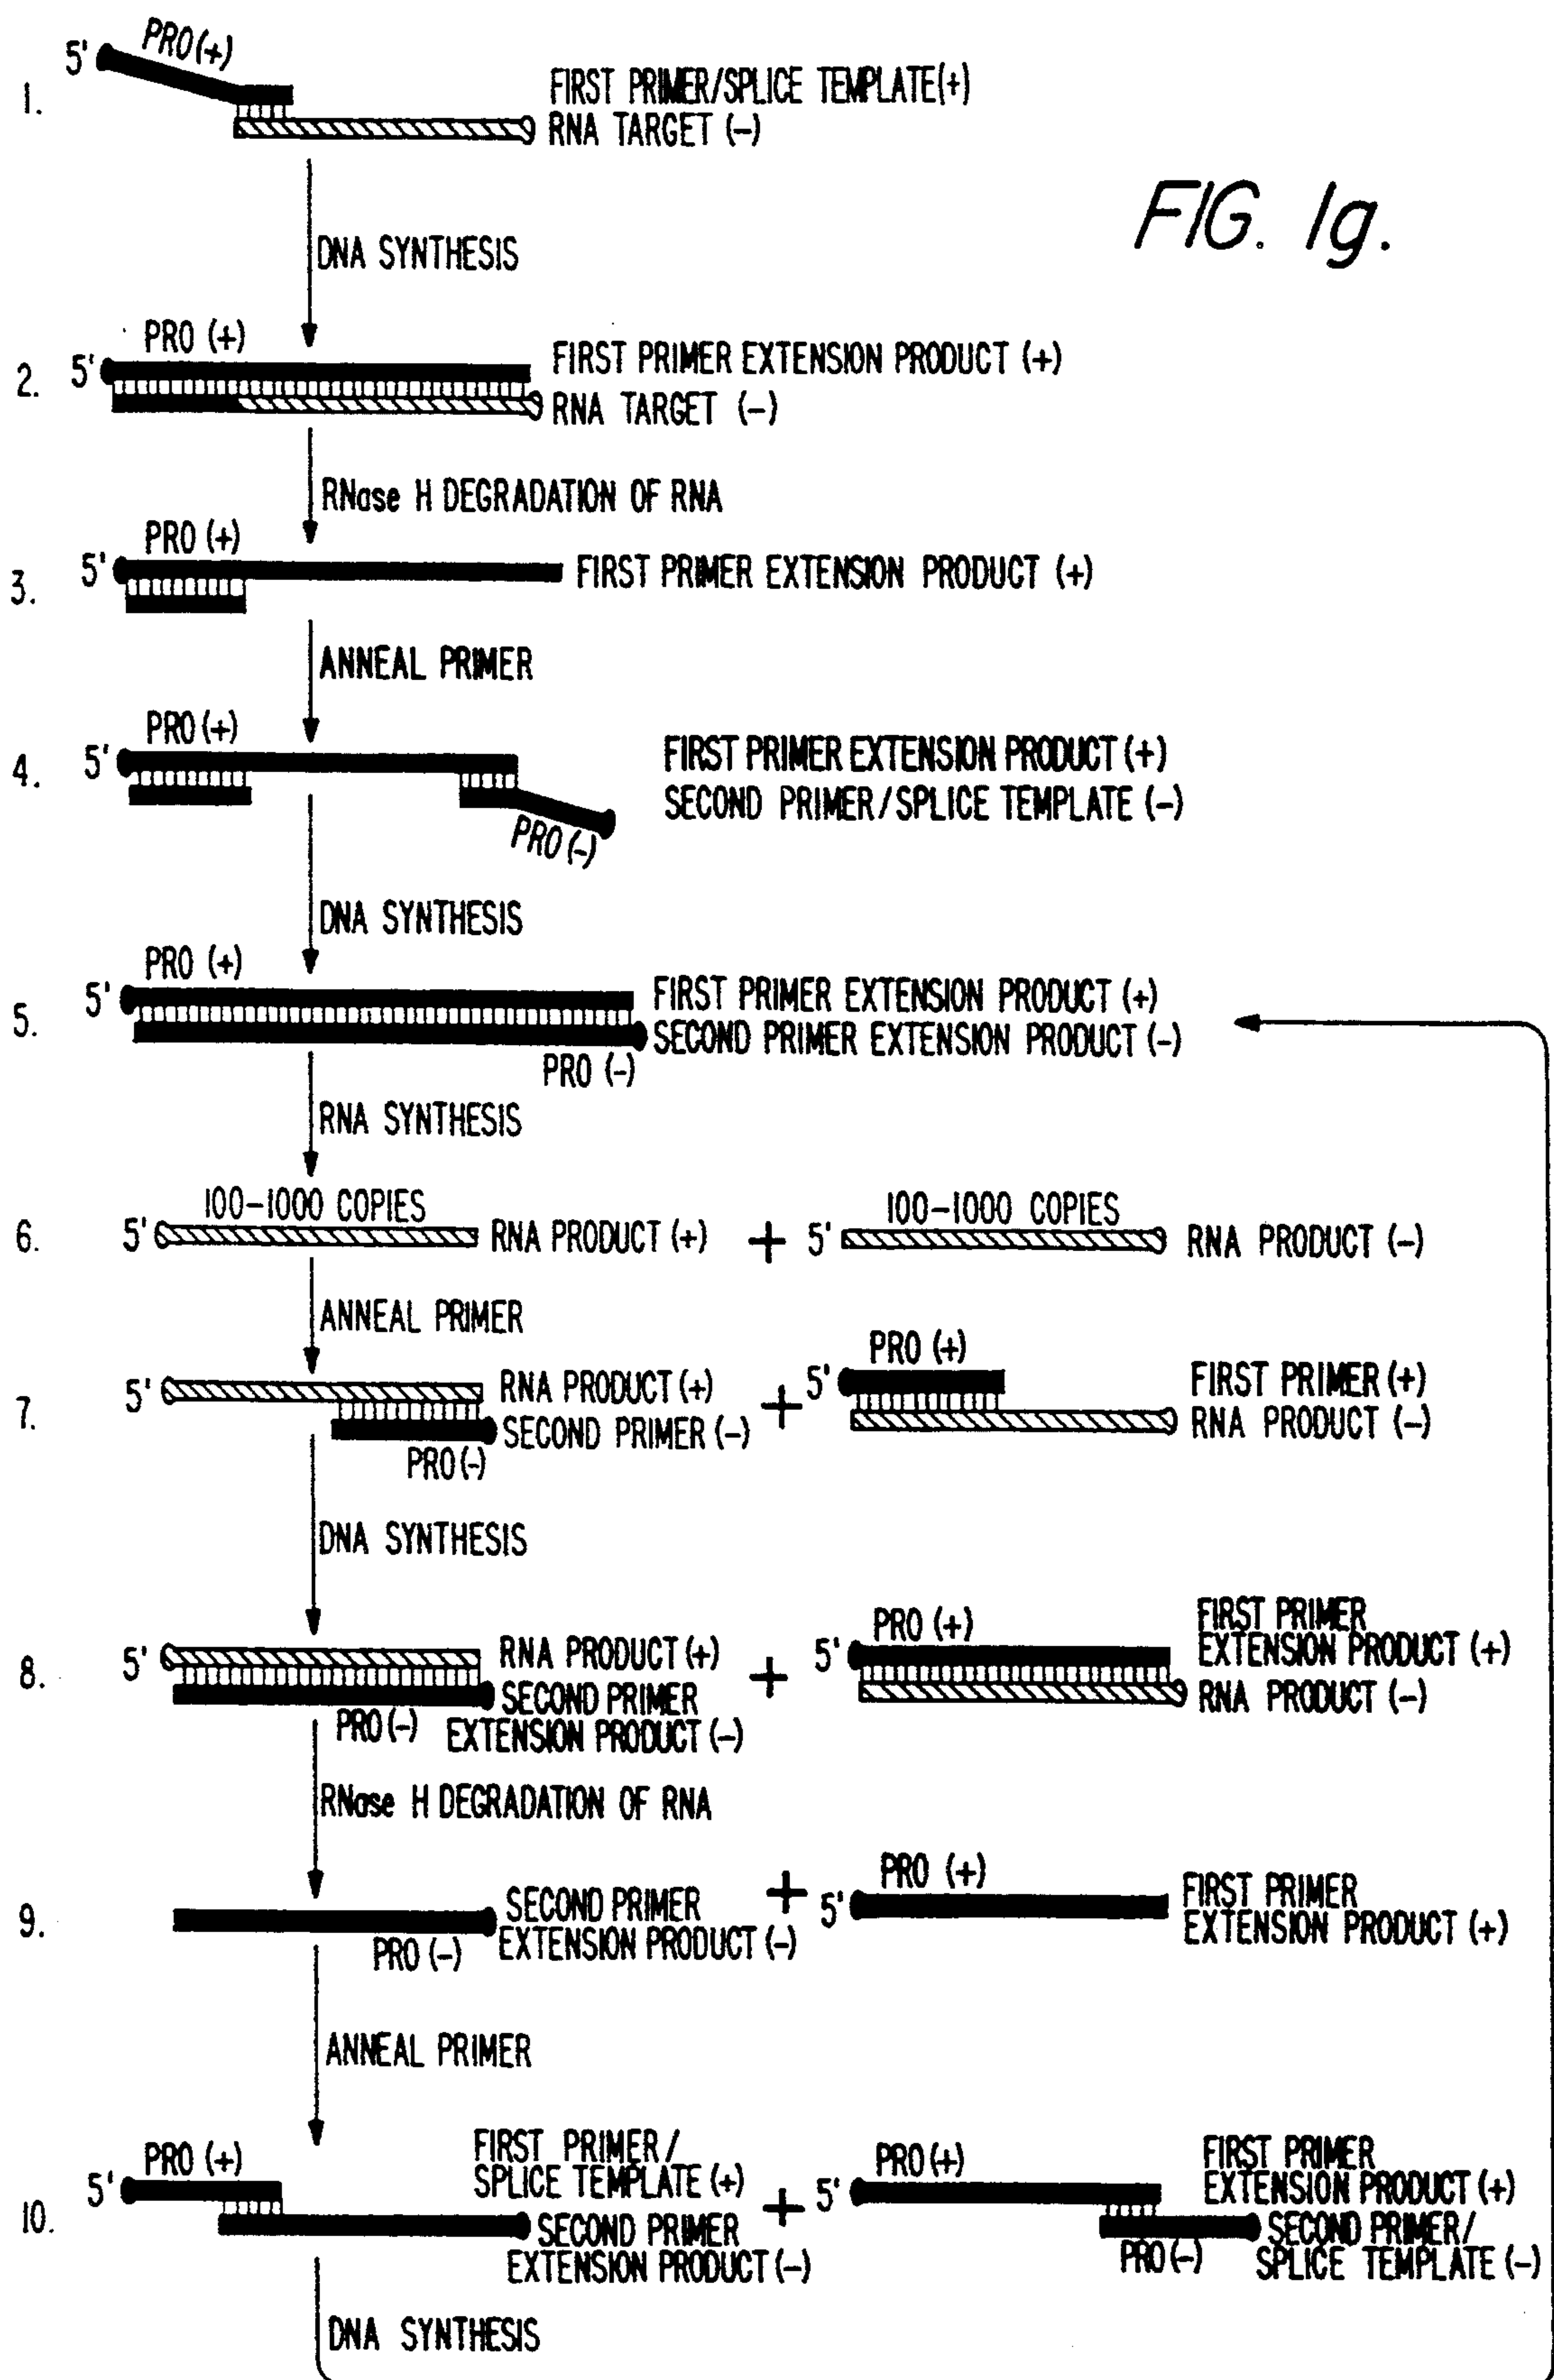 5' PRO (+)
1.
FIRST PRIMER/SPLICE TEMPLATE(+)
RNA TARGET (-)
FIG. 1g.
DNA SYNTHESIS
PRO (+)
2. 5' FIRST PRIMER EXTENSION PRODUCT (+)
RNA TARGET (-)
RNase H DEGRADATION OF RNA
PRO (+)
3. 5' FIRST PRIMER EXTENSION PRODUCT (+)
ANNEAL PRIMER
PRO (+)
4. 5' FIRST PRIMER EXTENSION PRODUCT (+)
SECOND PRIMER/SPLICE TEMPLATE (-)
PRO (-)
DNA SYNTHESIS
PRO (+)
5. 5' FIRST PRIMER EXTENSION PRODUCT (+)
SECOND PRIMER EXTENSION PRODUCT (-)
PRO (-)
RNA SYNTHESIS
100-1000 COPIES 100-1000 COPIES
6. 5' RNA PRODUCT (+) + 5' RNA PRODUCT (-)
ANNEAL PRIMER
PRO (+)
7. 5' RNA PRODUCT (+) + 5' FIRST PRIMER (+)
SECOND PRIMER (-) RNA PRODUCT (-)
PRO (-)
DNA SYNTHESIS
PRO (+) FIRST PRIMER
8. 5' RNA PRODUCT (+) + 5' EXTENSION PRODUCT (+)
SECOND PRIMER RNA PRODUCT (-)
PRO (-) EXTENSION PRODUCT (-)
RNase H DEGRADATION OF RNA
PRO (+)
9. SECOND PRIMER + 5' FIRST PRIMER
PRO (-) EXTENSION PRODUCT (-) EXTENSION PRODUCT (+)
ANNEAL PRIMER
PRO (+) FIRST PRIMER/ PRO (+) FIRST PRIMER
10. 5' SPLICE TEMPLATE (+) + 5' EXTENSION PRODUCT (+)
SECOND PRIMER SECOND PRIMER/
EXTENSION PRODUCT (-) PRO (-) SPLICE TEMPLATE (-)
DNA SYNTHESIS